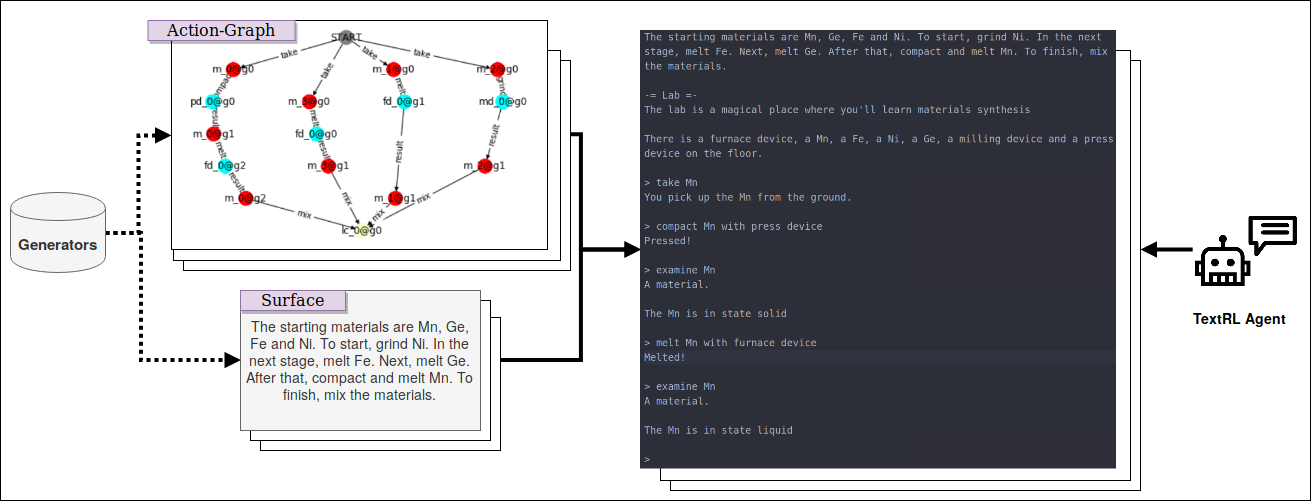 Action-Graph
START
take
take
take
take
m_0@g0
m_3@g0
m_1@g0
m_2@g0
melt
melt
grind
pd_0@g0
fd_0@g1
md_0@g0
result
m_0@g1
fd_0@g0
melt
result
result
result
fd_0@g2
m_3@g1
m_2@g1
result
m_0@g2
m_1@g1
mix
mix
mix
mix
lc_0@g0
Generators
Surface
The starting materials are Mn, Ge,
Fe and Ni. To start, grind Ni. In the
next stage, melt Fe. Next, melt Ge.
After that, compact and melt Mn. To
finish, mix the materials.
The starting materials are Mn, Ge, Fe and Ni. To start, grind Ni. In the next
stage, melt Fe. Next, melt Ge. After that, compact and melt Mn. To finish, mix
the materials.
-= Lab =-
The lab is a magical place where you'll learn materials synthesis
There is a furnace device, a Mn, a Fe, a Ni, a Ge, a milling device and a press
device on the floor.
> take Mn
You pick up the Mn from the ground.
> compact Mn with press device
Pressed!
> examine Mn
A material.
The Mn is in state solid
> melt Mn with furnace device
Melted!
> examine Mn
A material.
The Mn is in state liquid
>
TextRL Agent